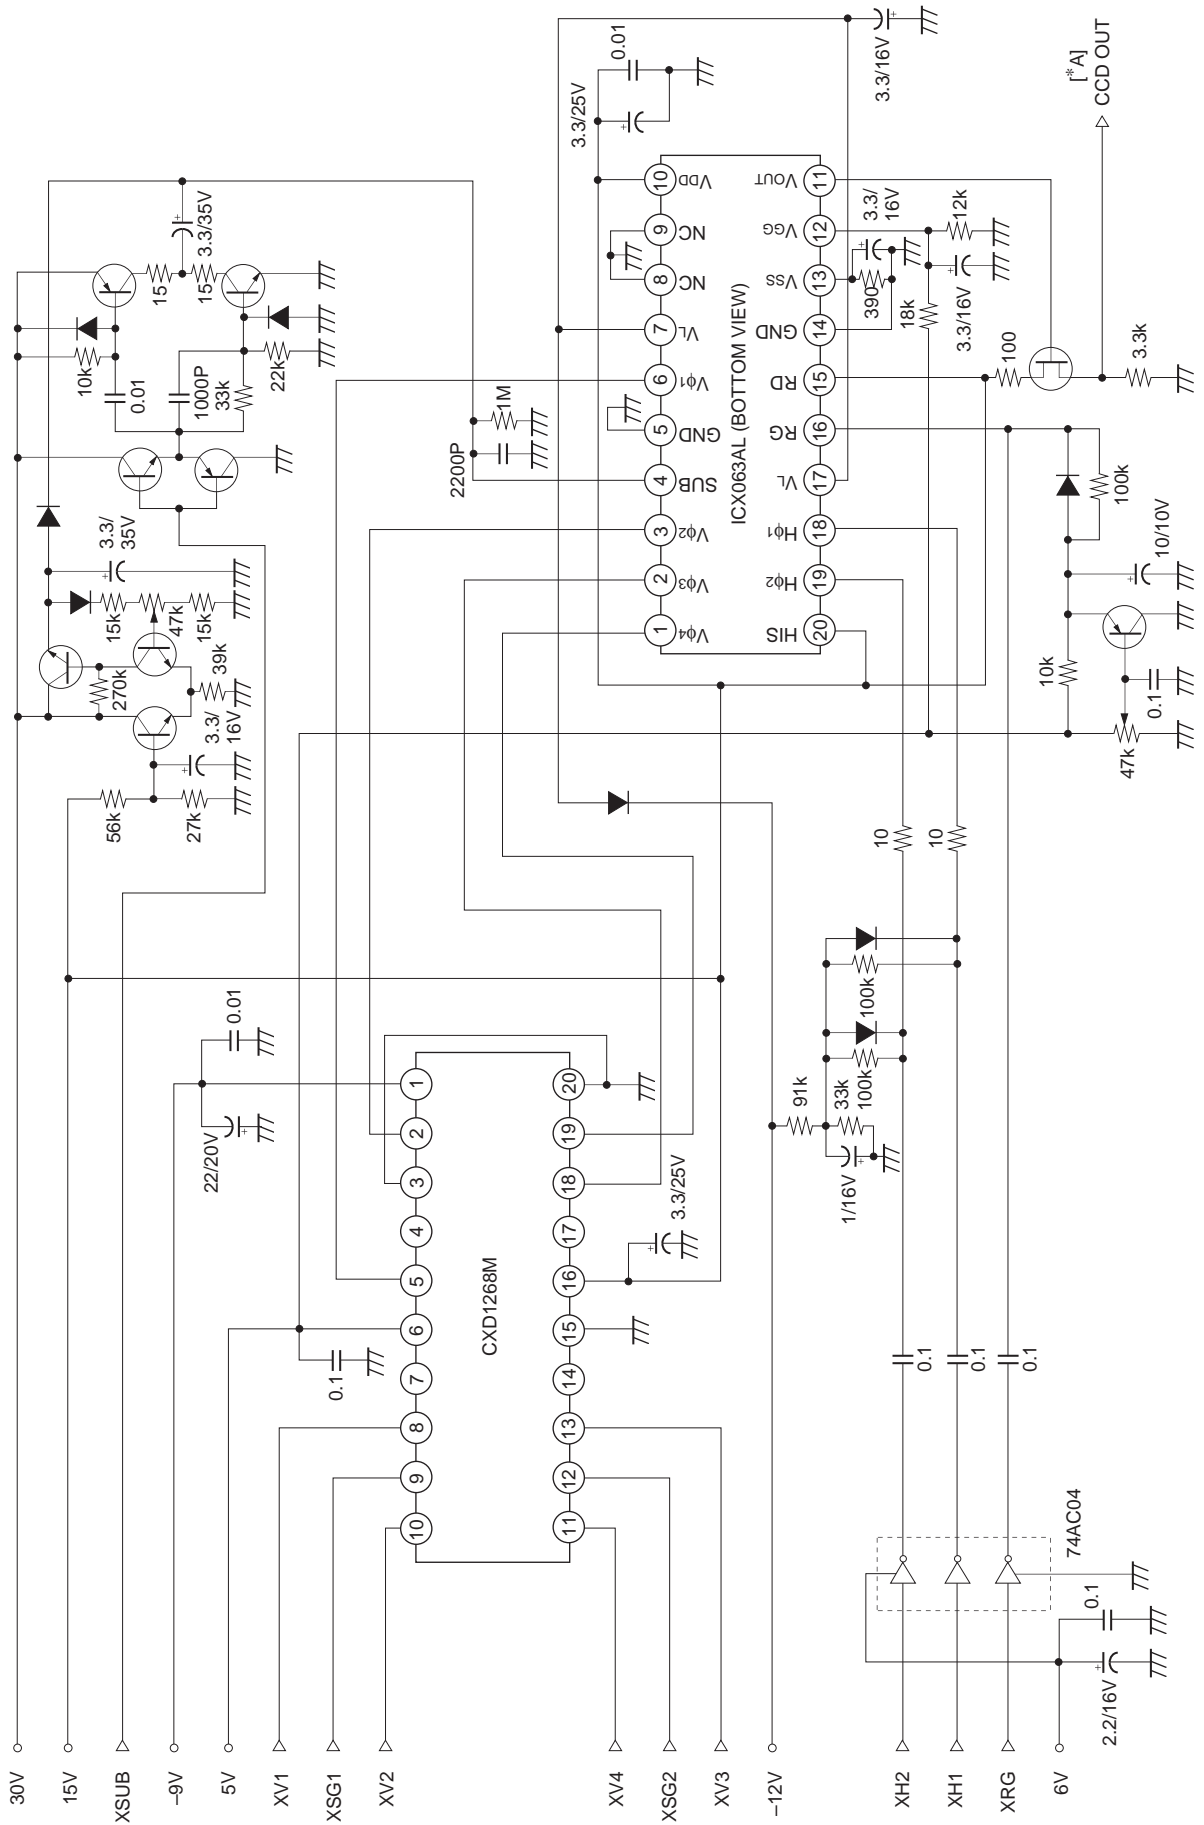 30V
15V
XSUB
–9V
5V
XV1
XSG1
XV2
XV4
XSG2
XV3
–12V
XH2
XH1
XRG
6V
2.2/16V
0.1
74AC04
0.1
0.1
0.1
0.1
CXD1268M
1
2
3
4
5
6
7
8
9
10
20
19
18
17
16
15
14
13
12
11
22/20V
0.01
3.3/25V
91k
33k
1/16V
100k
100k
10
10
56k
27k
3.3/
16V
39k
270k
15k
47k
15k
3.3/
35V
10k
0.01
1000P
33k
22k
15
15
3.3/35V
2200P
1M
ICX063AL (BOTTOM VIEW)
1
2
3
4
5
6
7
8
9
10
Vϕ4
Vϕ3
Vϕ2
SUB
GND
Vϕ1
VL
NC
NC
VDD
20
19
18
17
16
15
14
13
12
11
HIS
Hϕ2
Hϕ1
VL
RG
RD
GND
VSS
VGG
VOUT
3.3/25V
0.01
3.3/16V
3.3/
16V
390
12k
18k
3.3/16V
100
3.3k
[*A]
CCD OUT
100k
10/10V
10k
0.1
47k